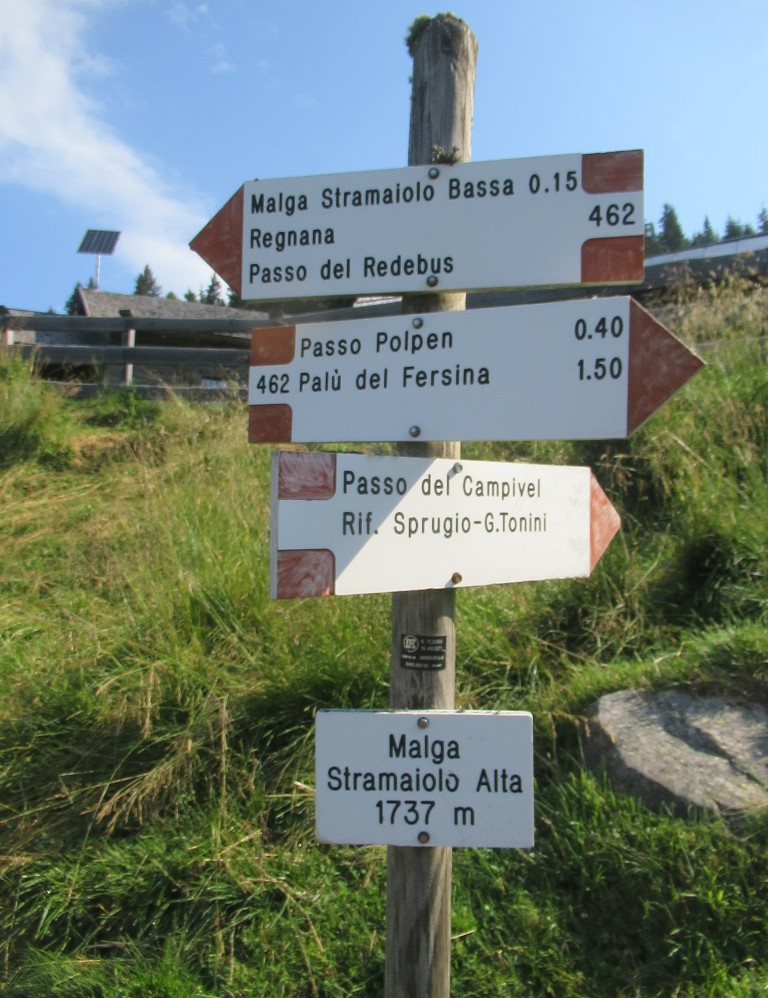 Malga Stramaiolo Bassa 0.15
Regnana 462
Passo del Redebus
Passo Polpen 0.40
462 Palù del Fersina 1.50
Passo del Campivel
Rif. Sprugio-G.Tonini
Malga
Stramaiolo Alta
1737 m